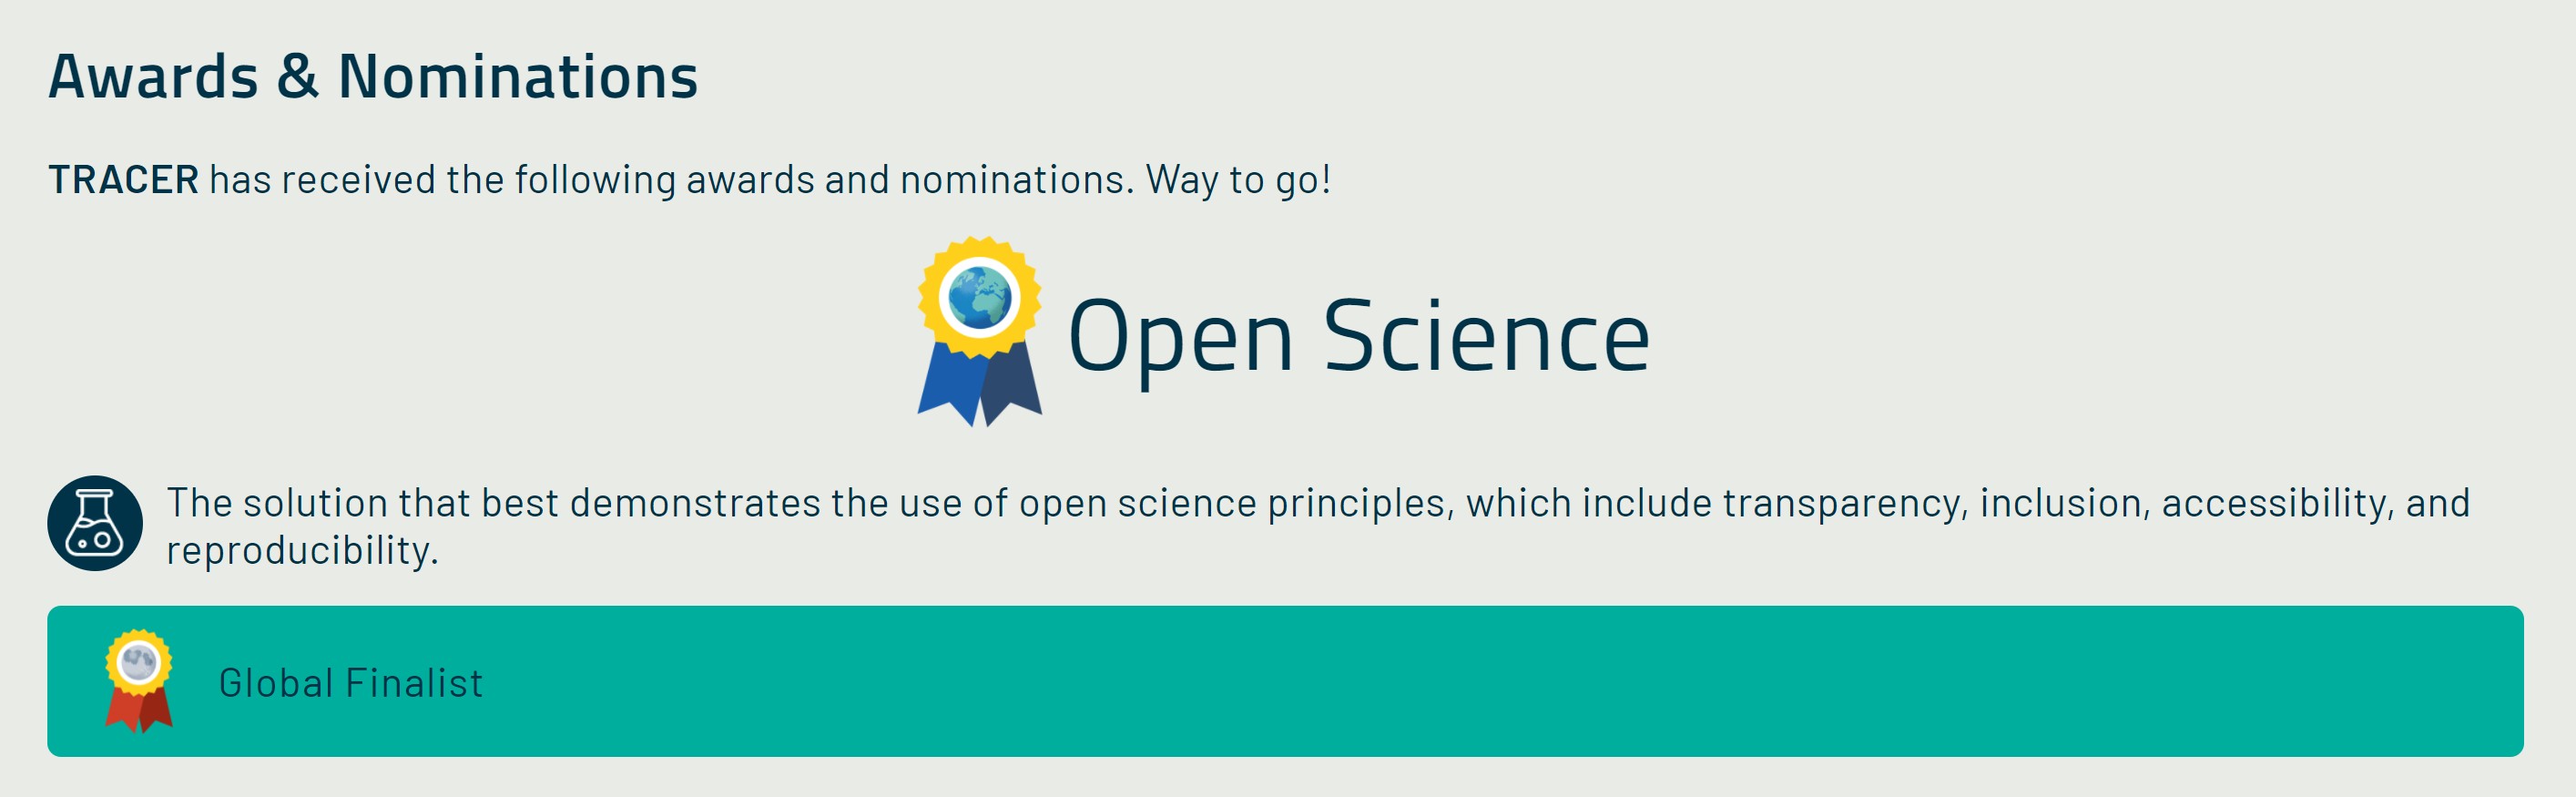 Awards & Nominations
TRACER has received the following awards and nominations. Way to go!
Open Science
The solution that best demonstrates the use of open science principles, which include transparency, inclusion, accessibility, and
reproducibility.
Global Finalist